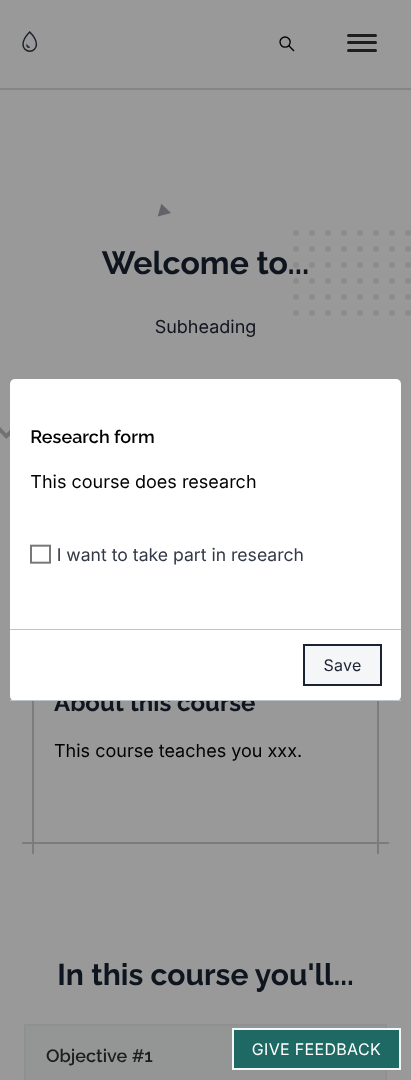 Welcome to...
Subheading
Research form
This course does research
I want to take part in research
Save
About this course
This course teaches you xxx.
In this course you'll...
Objective #1
GIVE FEEDBACK